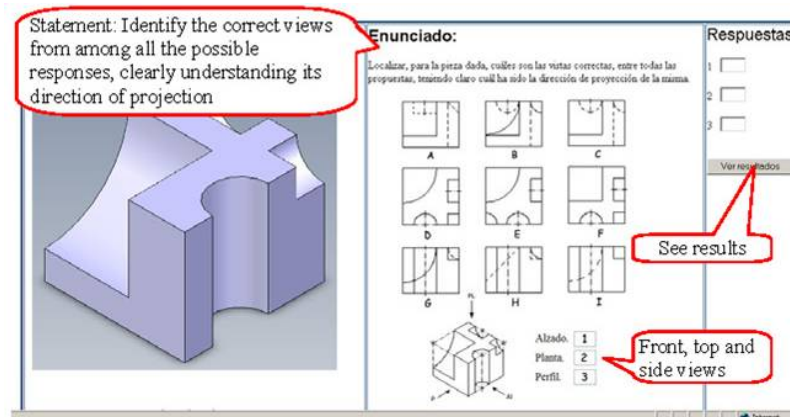 Statement: Identify the correct views
from among all the possible
responses, clearly understanding its
direction of projection
Enunciado:
Localizar, para la pieza dada, cuáles son las vistas correctas, entre todas las
propuestas, teniendo claro cuál ha sido la dirección de proyección de la misma.
A B C
D E F
G H I
Alzado. 1
Planta. 2
Perfil. 3
Front, top and
side views
Respuestas
1
2
3
Ver resultados
See results
Internet